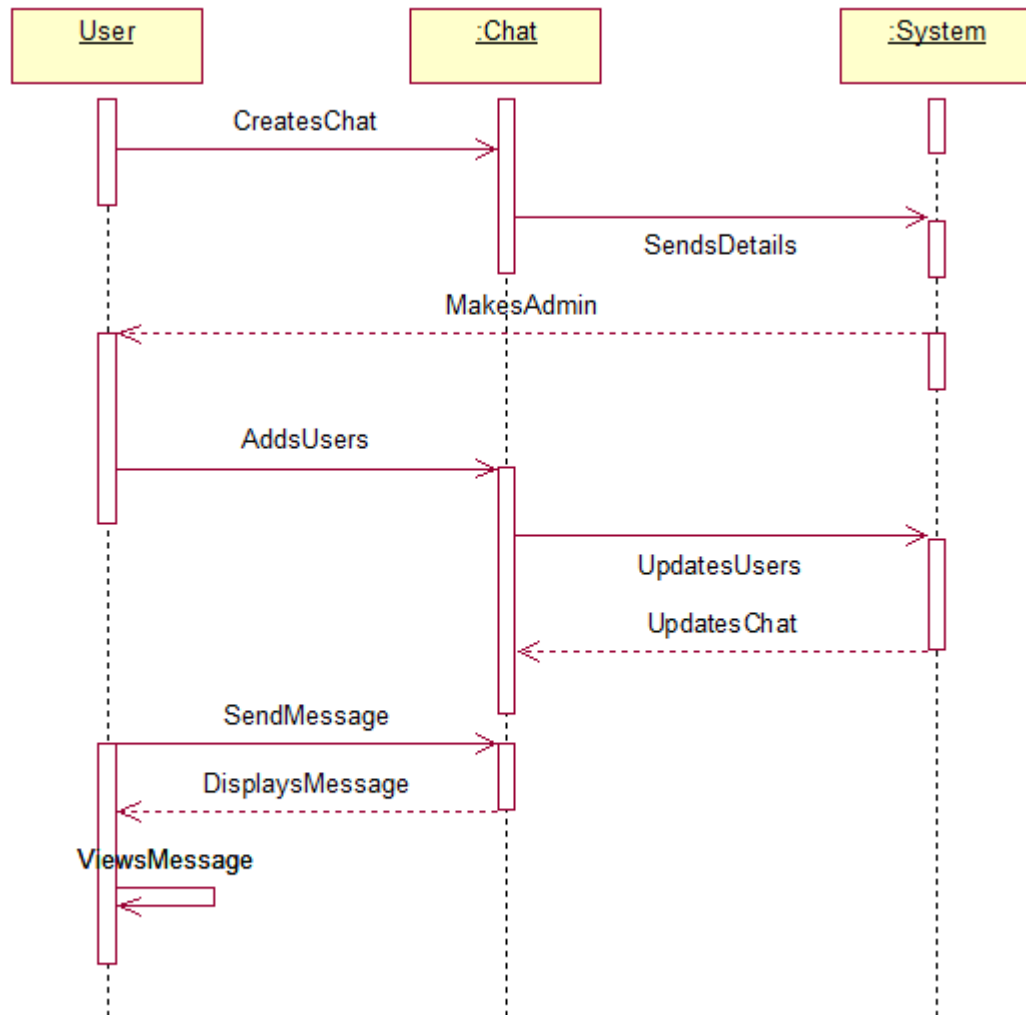 User
:Chat
:System
CreatesChat
SendsDetails
MakesAdmin
AddsUsers
UpdatesUsers
UpdatesChat
SendMessage
DisplaysMessage
ViewsMessage